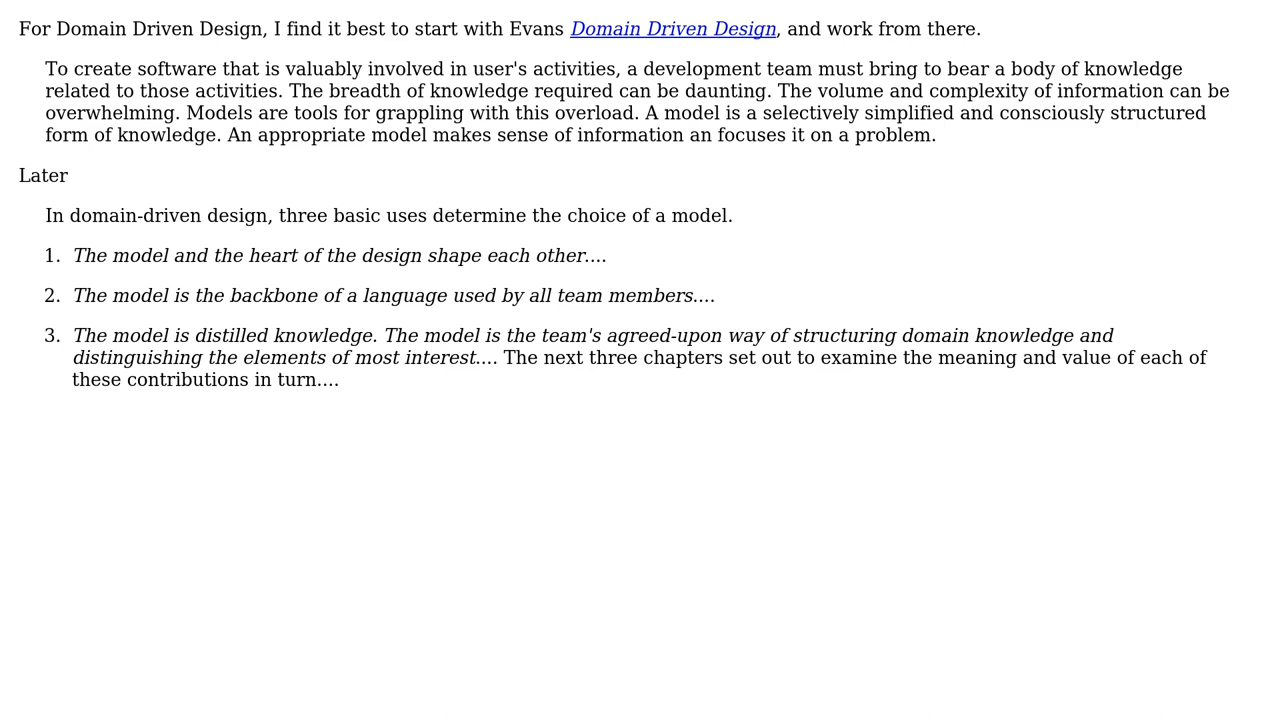 For Domain Driven Design, I find it best to start with Evans Domain Driven Design, and work from there.
To create software that is valuably involved in user's activities, a development team must bring to bear a body of knowledge
related to those activities. The breadth of knowledge required can be daunting. The volume and complexity of information can be
overwhelming. Models are tools for grappling with this overload. A model is a selectively simplified and consciously structured
form of knowledge. An appropriate model makes sense of information an focuses it on a problem.
Later
In domain-driven design, three basic uses determine the choice of a model.
1. The model and the heart of the design shape each other....
2. The model is the backbone of a language used by all team members....
3. The model is distilled knowledge. The model is the team's agreed-upon way of structuring domain knowledge and
distinguishing the elements of most interest.... The next three chapters set out to examine the meaning and value of each of
these contributions in turn....